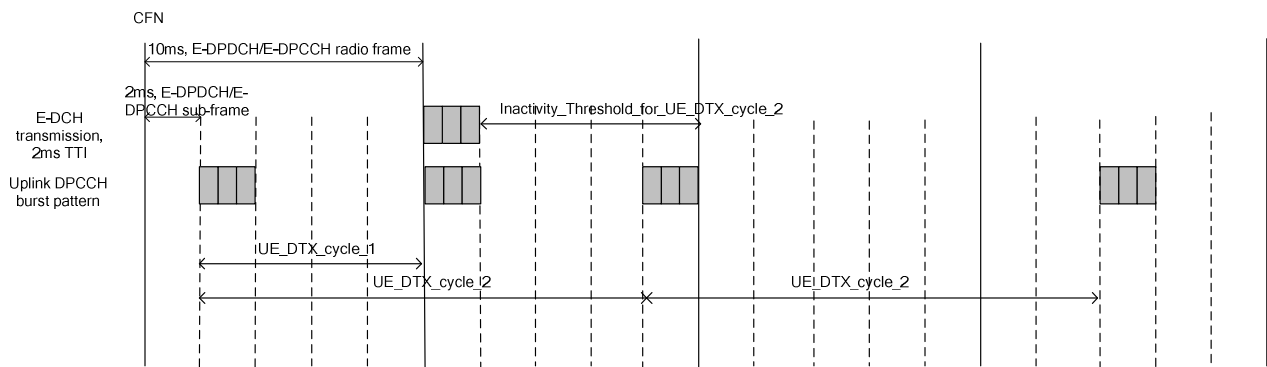 CFN
10ms, E-DPDCH/E-DPCCH radio frame
2ms, E-DPDCH/E-
DPCCH sub-frame
E-DCH
transmission,
2ms TTI
Inactivity_Threshold_for_UE_DTX_cycle_2
Uplink DPCCH
burst pattern
UE_DTX_cycle_1
UE_DTX_cycle_2
UE_DTX_cycle_2